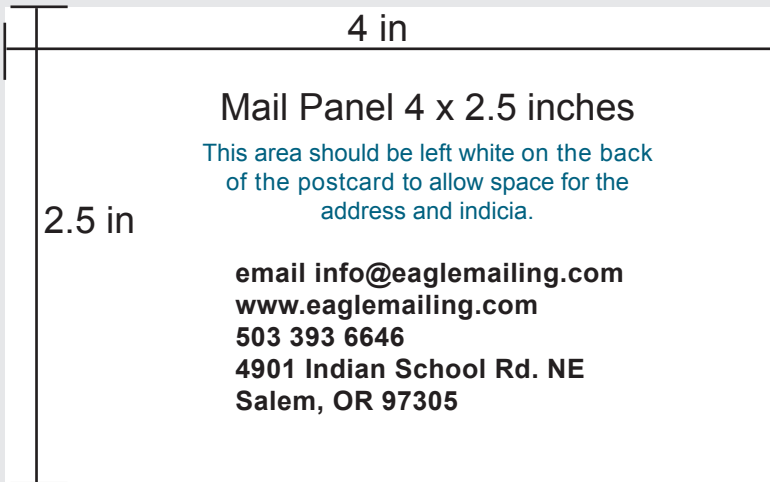 4 in
Mail Panel 4 x 2.5 inches
This area should be left white on the back
of the postcard to allow space for the
address and indicia.
2.5 in
email info@eaglemailing.com
www.eaglemailing.com
503 393 6646
4901 Indian School Rd. NE
Salem, OR 97305